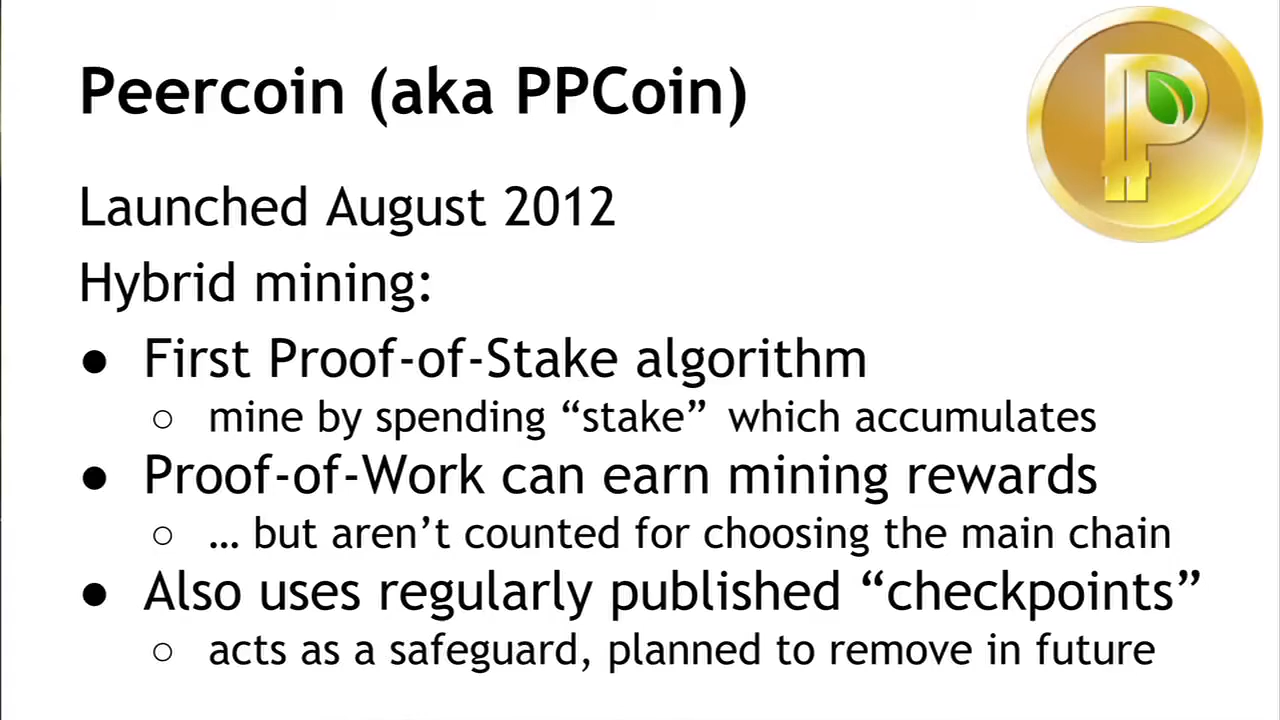 Peercoin (aka PPCoin)
Launched August 2012
Hybrid mining:
● First Proof-of-Stake algorithm
○ mine by spending “stake” which accumulates
● Proof-of-Work can earn mining rewards
○ … but aren’t counted for choosing the main chain
● Also uses regularly published “checkpoints”
○ acts as a safeguard, planned to remove in future